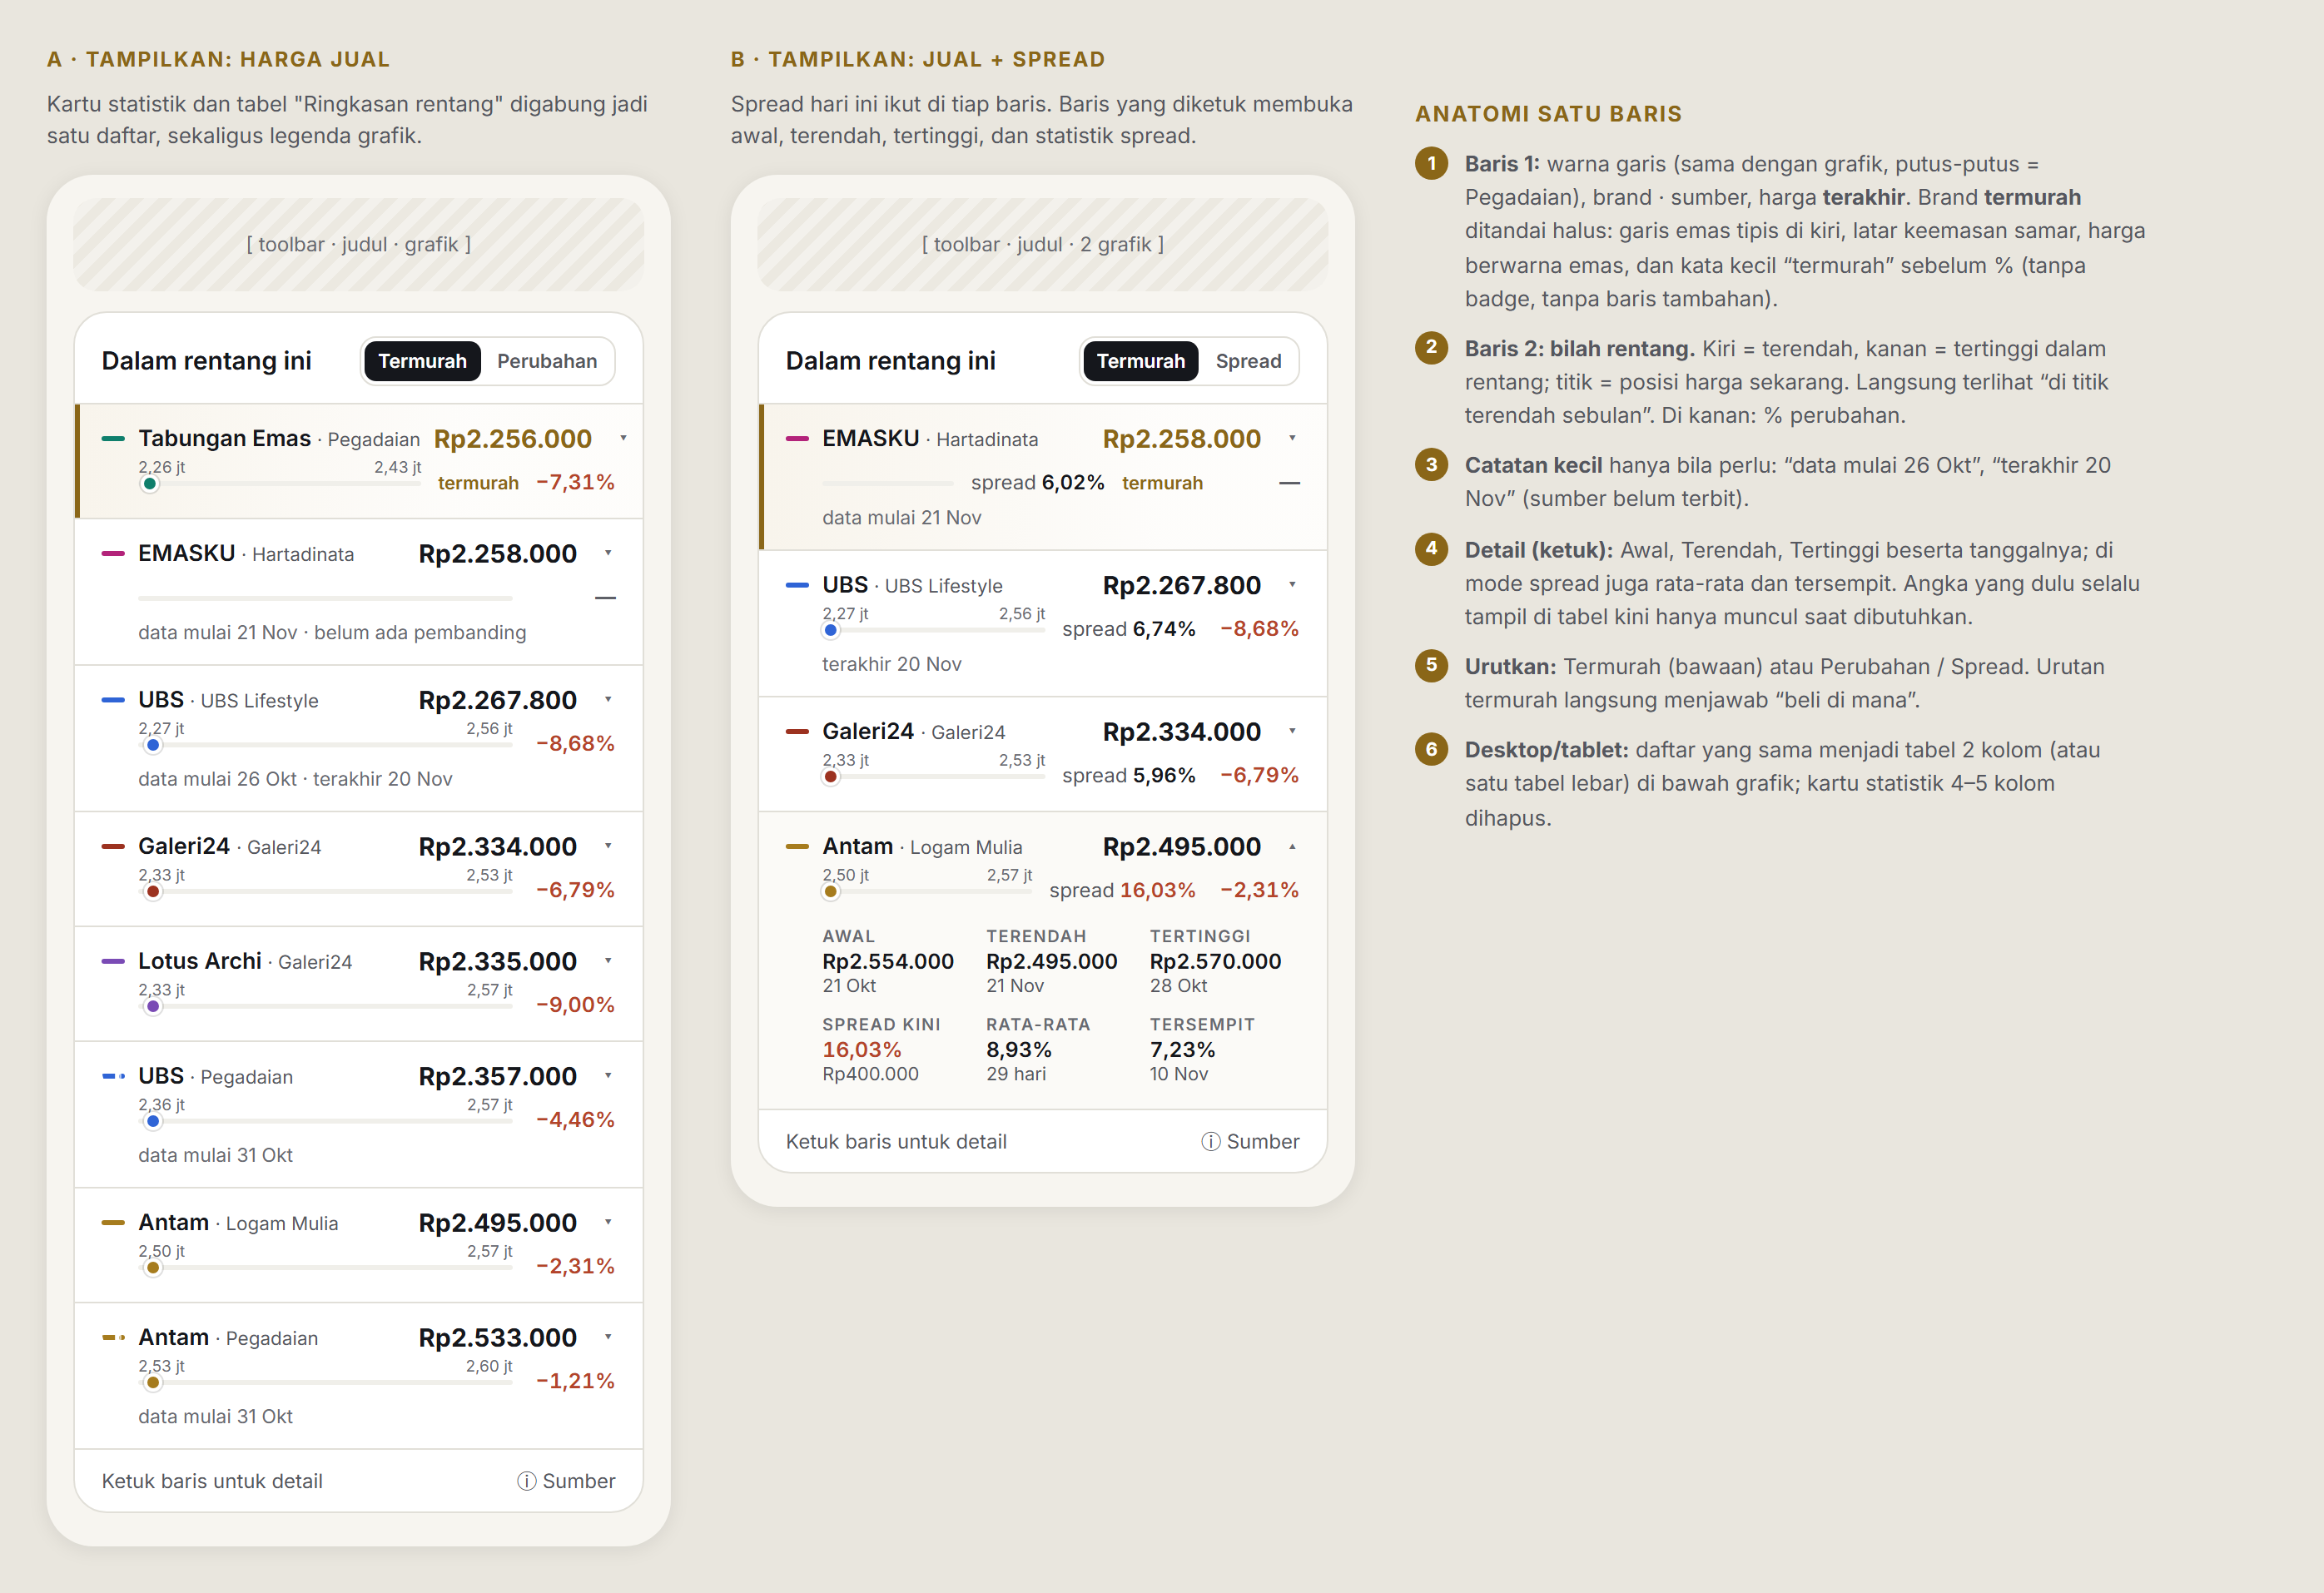 A · TAMPILKAN: HARGA JUAL
Kartu statistik dan tabel "Ringkasan rentang" digabung jadi
satu daftar, sekaligus legenda grafik.
[ toolbar · judul · grafik ]
Dalam rentang ini
Termurah
Perubahan
Tabungan Emas · Pegadaian Rp2.256.000 ▾
2,26 jt 2,43 jt
termurah −7,31%
EMASKU · Hartadinata Rp2.258.000 ▾
—
data mulai 21 Nov · belum ada pembanding
UBS · UBS Lifestyle Rp2.267.800 ▾
2,27 jt 2,56 jt
−8,68%
data mulai 26 Okt · terakhir 20 Nov
Galeri24 · Galeri24 Rp2.334.000 ▾
2,33 jt 2,53 jt
−6,79%
Lotus Archi · Galeri24 Rp2.335.000 ▾
2,33 jt 2,57 jt
−9,00%
UBS · Pegadaian Rp2.357.000 ▾
2,36 jt 2,57 jt
−4,46%
data mulai 31 Okt
Antam · Logam Mulia Rp2.495.000 ▾
2,50 jt 2,57 jt
−2,31%
Antam · Pegadaian Rp2.533.000 ▾
2,53 jt 2,60 jt
−1,21%
data mulai 31 Okt
Ketuk baris untuk detail ⓘ Sumber
B · TAMPILKAN: JUAL + SPREAD
Spread hari ini ikut di tiap baris. Baris yang diketuk membuka
awal, terendah, tertinggi, dan statistik spread.
[ toolbar · judul · 2 grafik ]
Dalam rentang ini
Termurah
Spread
EMASKU · Hartadinata Rp2.258.000 ▾
spread 6,02% termurah —
data mulai 21 Nov
UBS · UBS Lifestyle Rp2.267.800 ▾
2,27 jt 2,56 jt
spread 6,74% −8,68%
terakhir 20 Nov
Galeri24 · Galeri24 Rp2.334.000 ▾
2,33 jt 2,53 jt
spread 5,96% −6,79%
Antam · Logam Mulia Rp2.495.000 ▴
2,50 jt 2,57 jt
spread 16,03% −2,31%
AWAL TERENDAH TERTINGGI
Rp2.554.000 Rp2.495.000 Rp2.570.000
21 Okt 21 Nov 28 Okt
SPREAD KINI RATA-RATA TERSEMPIT
16,03% 8,93% 7,23%
Rp400.000 29 hari 10 Nov
Ketuk baris untuk detail ⓘ Sumber
ANATOMI SATU BARIS
1 Baris 1: warna garis (sama dengan grafik, putus-putus =
Pegadaian), brand · sumber, harga terakhir. Brand termurah
ditandai halus: garis emas tipis di kiri, latar keemasan samar, harga
berwarna emas, dan kata kecil “termurah” sebelum % (tanpa
badge, tanpa baris tambahan).
2 Baris 2: bilah rentang. Kiri = terendah, kanan = tertinggi dalam
rentang; titik = posisi harga sekarang. Langsung terlihat “di titik
terendah sebulan”. Di kanan: % perubahan.
3 Catatan kecil hanya bila perlu: “data mulai 26 Okt”, “terakhir 20
Nov” (sumber belum terbit).
4 Detail (ketuk): Awal, Terendah, Tertinggi beserta tanggalnya; di
mode spread juga rata-rata dan tersempit. Angka yang dulu selalu
tampil di tabel kini hanya muncul saat dibutuhkan.
5 Urutkan: Termurah (bawaan) atau Perubahan / Spread. Urutan
termurah langsung menjawab “beli di mana”.
6 Desktop/tablet: daftar yang sama menjadi tabel 2 kolom (atau
satu tabel lebar) di bawah grafik; kartu statistik 4–5 kolom
dihapus.